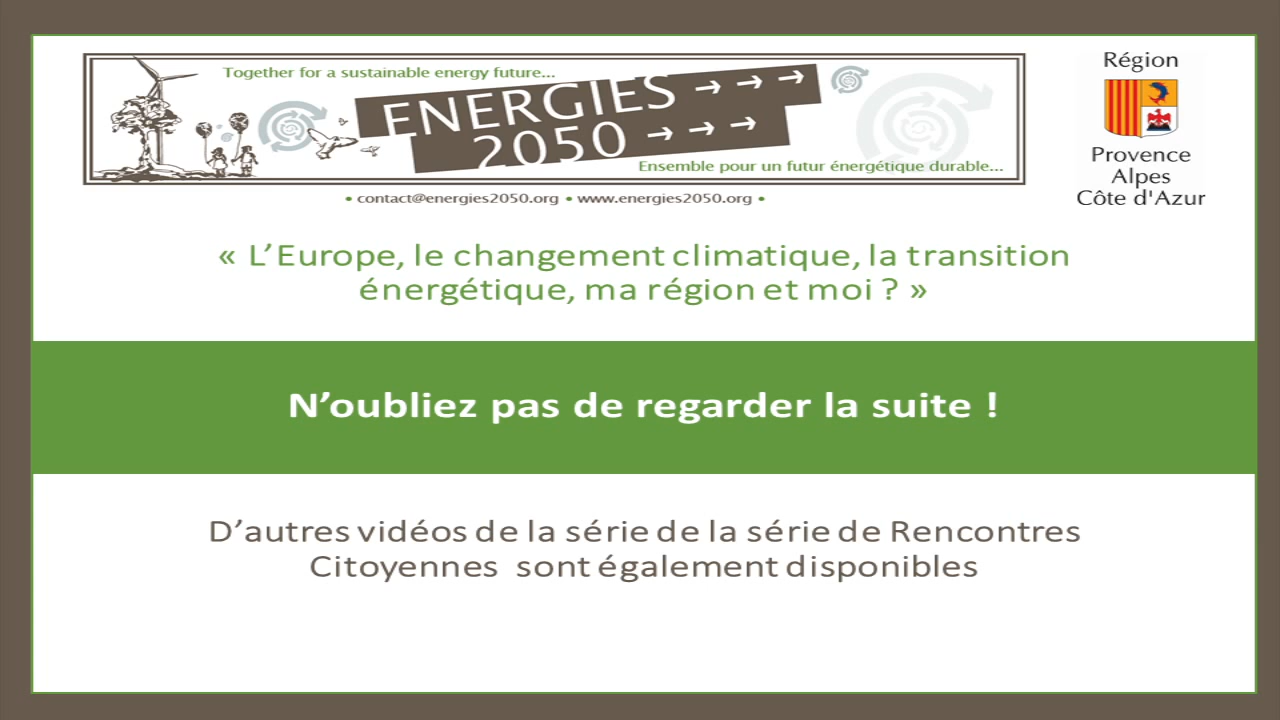 Together for a sustainable energy future...
ENERGIES → → →
2050 → → →
Ensemble pour un futur énergétique durable...
• contact@energies2050.org • www.energies2050.org •
Région
Provence
Alpes
Côte d'Azur
« L’Europe, le changement climatique, la transition
énergétique, ma région et moi ? »
N’oubliez pas de regarder la suite !
D’autres vidéos de la série de la série de Rencontres
Citoyennes sont également disponibles